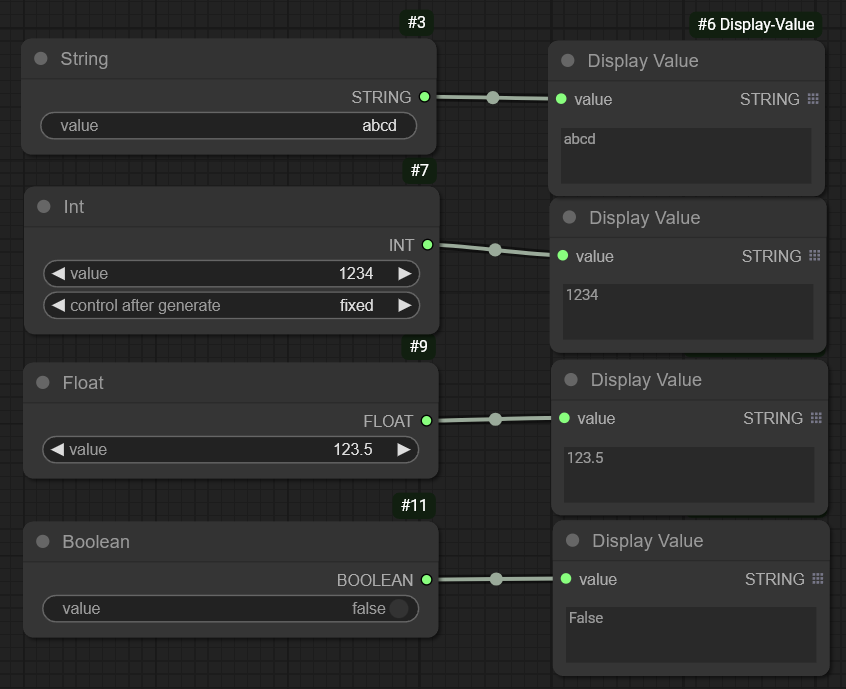 #3
#6 Display-Value
String
Display Value
STRING
value STRING
value abcd
abcd
#7
Int
Display Value
INT
value STRING
value 1234
1234
control after generate fixed
#9
Float
Display Value
FLOAT
value STRING
value 123.5
123.5
#11
Boolean
Display Value
BOOLEAN
value STRING
value false
False